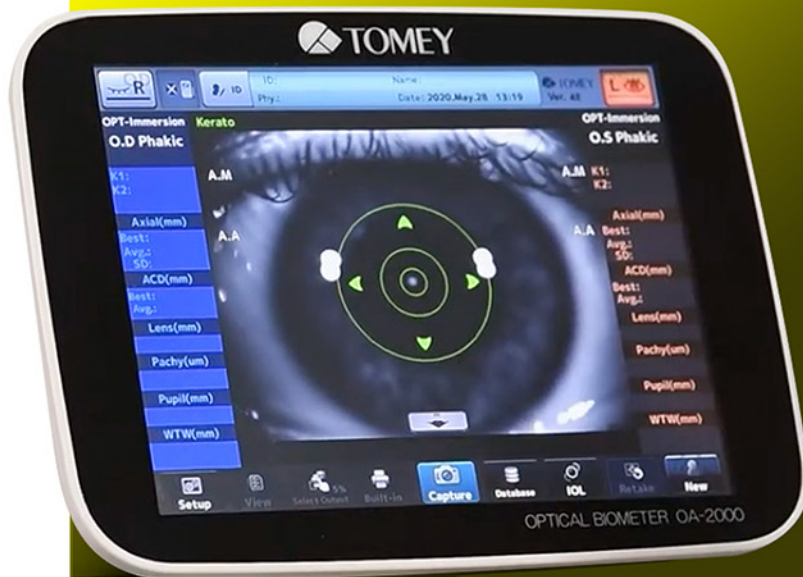 TOMEY
R
ID
ID:
Name:
Phy.:
Date: 2020.May.28 13:19
TOMEY
Ver. 4E
L
OPT-Immersion
Kerato
OPT-Immersion
O.D Phakic
O.S Phakic
A.M
A.M
K1:
K2:
K1:
K2:
Axial(mm)
Axial(mm)
A.A
A.A
Best:
Avg.:
SD:
Best:
Avg.:
SD:
ACD(mm)
ACD(mm)
Best:
Avg.:
Best:
Avg.:
Lens(mm)
Lens(mm)
Pachy(um)
Pachy(um)
Pupil(mm)
Pupil(mm)
WTW(mm)
WTW(mm)
Setup
View
Select Output
5%
Built-in
Capture
Database
IOL
Retake
New
OPTICAL BIOMETER OA-2000